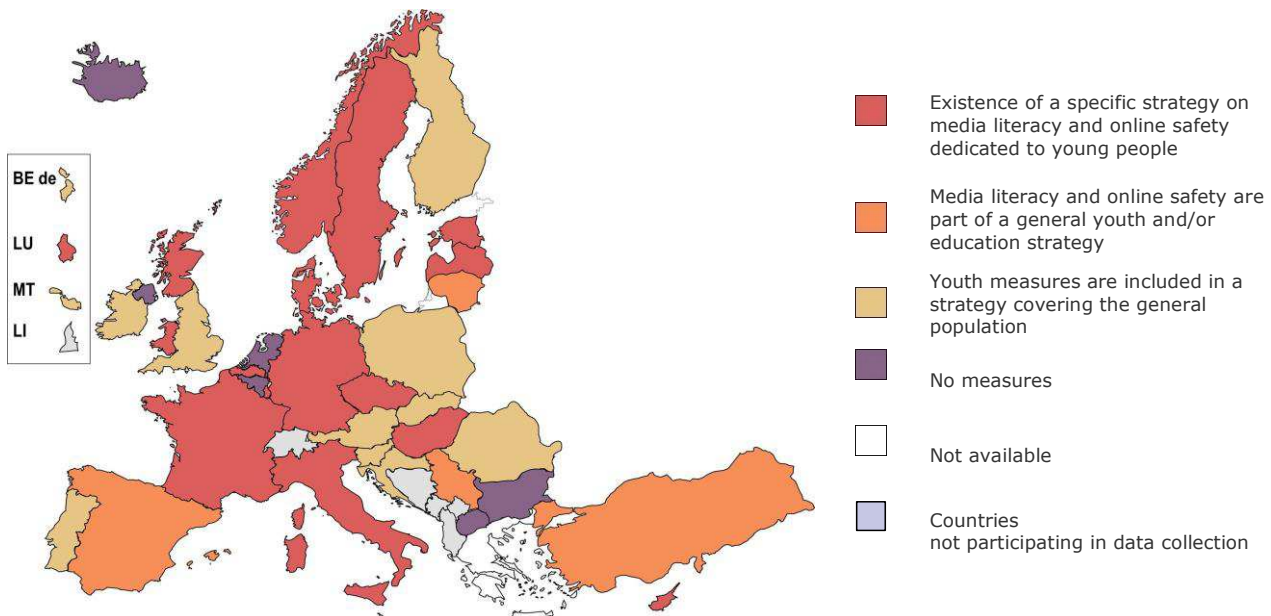 BE de
LU
MT
LI
Existence of a specific strategy on
media literacy and online safety
dedicated to young people
Media literacy and online safety are
part of a general youth and/or
education strategy
Youth measures are included in a
strategy covering the general
population
No measures
Not available
Countries
not participating in data collection